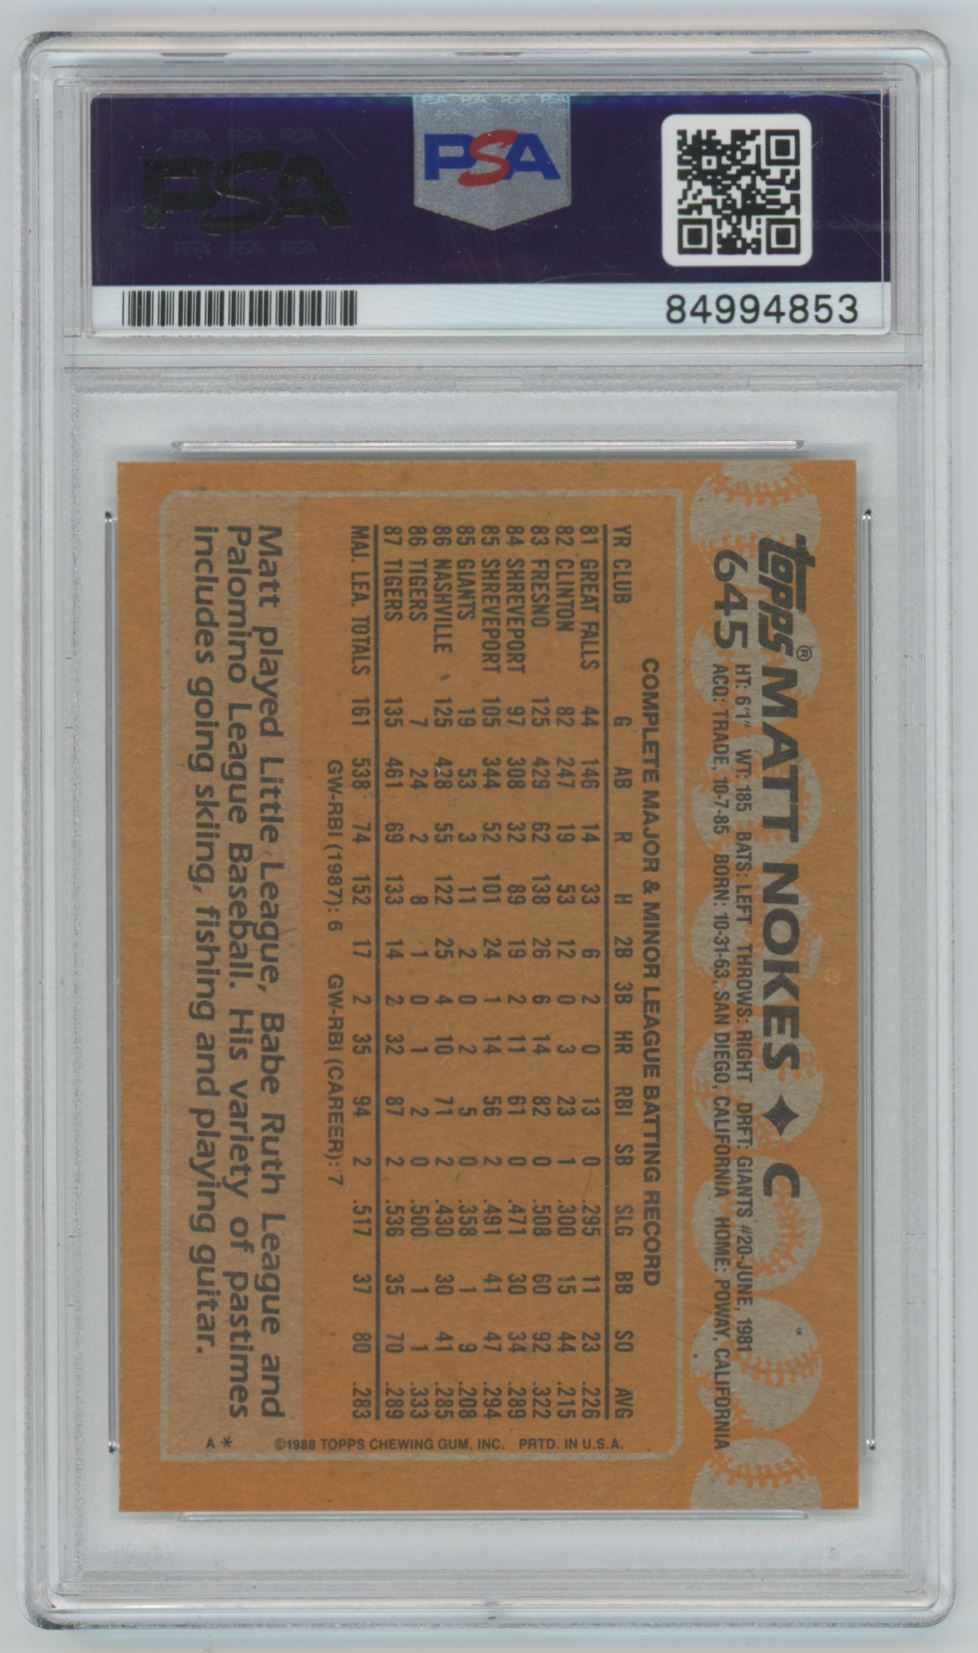 PSA PSA PSA
PSA
PSA PSA PSA
PSA PSA PSA PSA
PSA
84994853
topps® MATT NOKES ✦ C
645
HT: 6'1" WT: 185 BATS: LEFT THROWS: RIGHT DRFT: GIANTS #20-JUNE, 1981
ACQ: TRADE, 10-7-85 BORN: 10-31-63, SAN DIEGO, CALIFORNIA HOME: POWAY, CALIFORNIA
COMPLETE MAJOR & MINOR LEAGUE BATTING RECORD
YR CLUB G AB R H 2B 3B HR RBI SB SLG BB SO AVG
81 GREAT FALLS 44 146 14 33 6 2 0 13 0 .295 11 23 .226
82 CLINTON 82 247 19 53 12 0 3 23 1 .300 15 44 .215
83 FRESNO 125 429 62 138 26 6 14 82 0 .508 60 92 .322
84 SHREVEPORT 97 308 32 89 19 2 11 61 0 .471 30 34 .289
85 SHREVEPORT 105 344 52 101 24 1 14 56 2 .491 41 47 .294
85 GIANTS 19 53 3 11 2 0 2 5 0 .358 1 9 .208
86 NASHVILLE 125 428 55 122 25 4 10 71 2 .430 30 41 .285
86 TIGERS 7 24 2 8 1 0 1 2 0 .500 1 1 .333
87 TIGERS 135 461 69 133 14 2 32 87 2 .536 35 70 .289
MAJ. LEA. TOTALS 161 538 74 152 17 2 35 94 2 .517 37 80 .283
GW-RBI (1987): 6 GW-RBI (CAREER): 7
Matt played Little League, Babe Ruth League and
Palomino League Baseball. His variety of pastimes
includes going skiing, fishing and playing guitar.
A * ©1988 TOPPS CHEWING GUM, INC. PRTD. IN U.S.A.